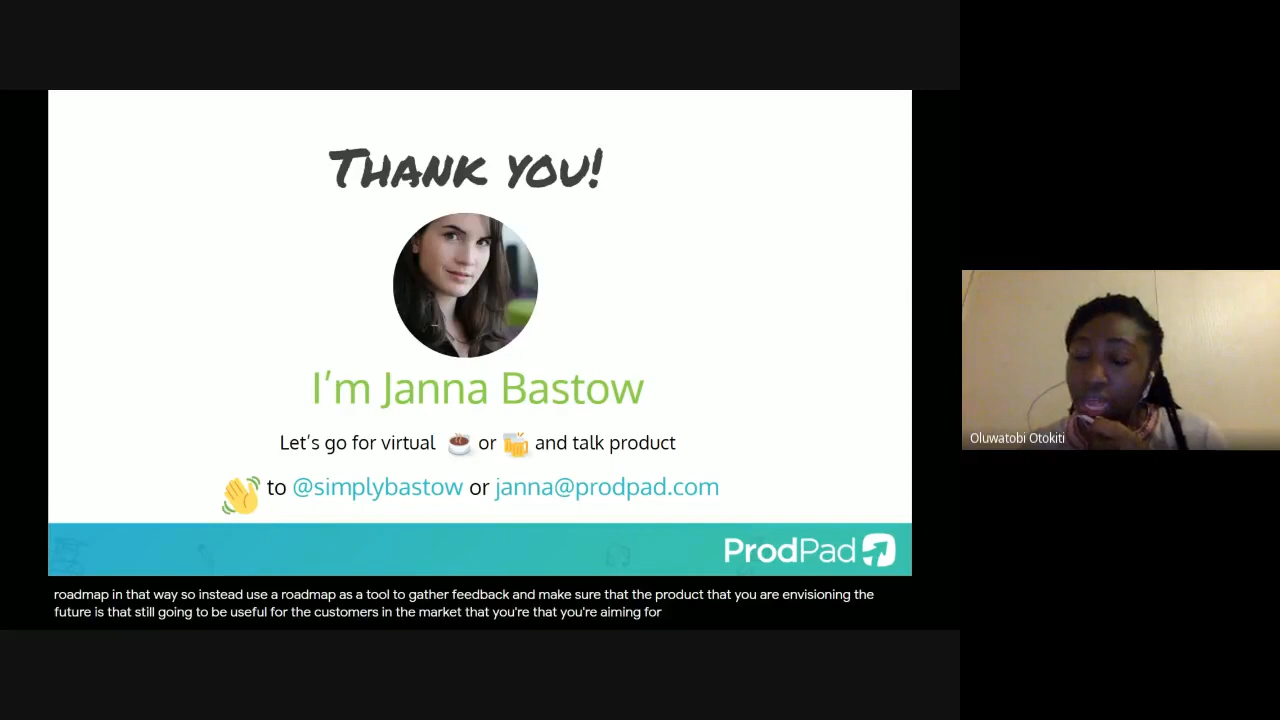 Thank you!
I'm Janna Bastow
Let's go for virtual ☕ or 🍻 and talk product
👋 to @simplybastow or janna@prodpad.com
ProdPad
roadmap in that way so instead use a roadmap as a tool to gather feedback and make sure that the product that you are envisioning the
future is that still going to be useful for the customers in the market that you're that you're aiming for
Oluwatobi Otokiti